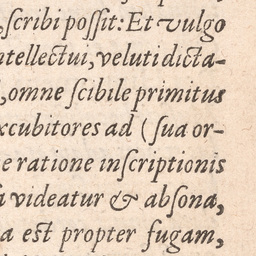 ,ſcribi poſſit: Et vulgo
ntellectui, veluti dicta-
,omne ſcibile primitus
xcubitores ad (ſua or-
e ratione inſcriptionis
videatur & abſona,
a est propter fugam,